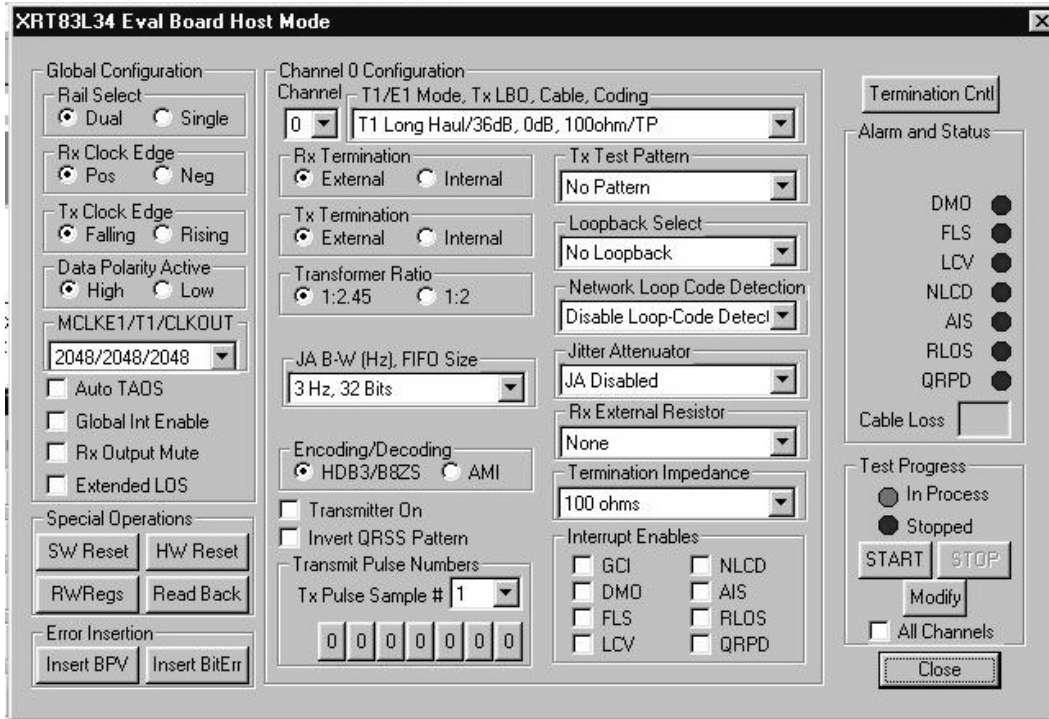 XRT83L34 Eval Board Host Mode
Global Configuration
Rail Select
Dual Single
Rx Clock Edge
Pos Neg
Tx Clock Edge
Falling Rising
Data Polarity Active
High Low
MCLKE1/T1/CLKOUT
2048/2048/2048
Auto TAOS
Global Int Enable
Rx Output Mute
Extended LOS
Special Operations
SW Reset HW Reset
RWRegs Read Back
Error Insertion
Insert BPV Insert BitErr
Channel 0 Configuration
Channel T1/E1 Mode, Tx LBO, Cable, Coding
0 T1 Long Haul/36dB, 0dB, 100ohm/TP
Rx Termination
External Internal
Tx Termination
External Internal
Transformer Ratio
1:2.45 1:2
JA B-W (Hz), FIFO Size
3 Hz, 32 Bits
Encoding/Decoding
HDB3/B8ZS AMI
Transmitter On
Invert QRSS Pattern
Transmit Pulse Numbers
Tx Pulse Sample # 1
0 0 0 0 0 0 0
Tx Test Pattern
No Pattern
Loopback Select
No Loopback
Network Loop Code Detection
Disable Loop-Code Detect
Jitter Attenuator
JA Disabled
Rx External Resistor
None
Termination Impedance
100 ohms
Interrupt Enables
GCI NLCD
DMO AIS
FLS RLOS
LCV QRPD
Termination Cntl
Alarm and Status
DMO
FLS
LCV
NLCD
AIS
RLOS
QRPD
Cable Loss
Test Progress
In Process
Stopped
START STOP
Modify
All Channels
Close